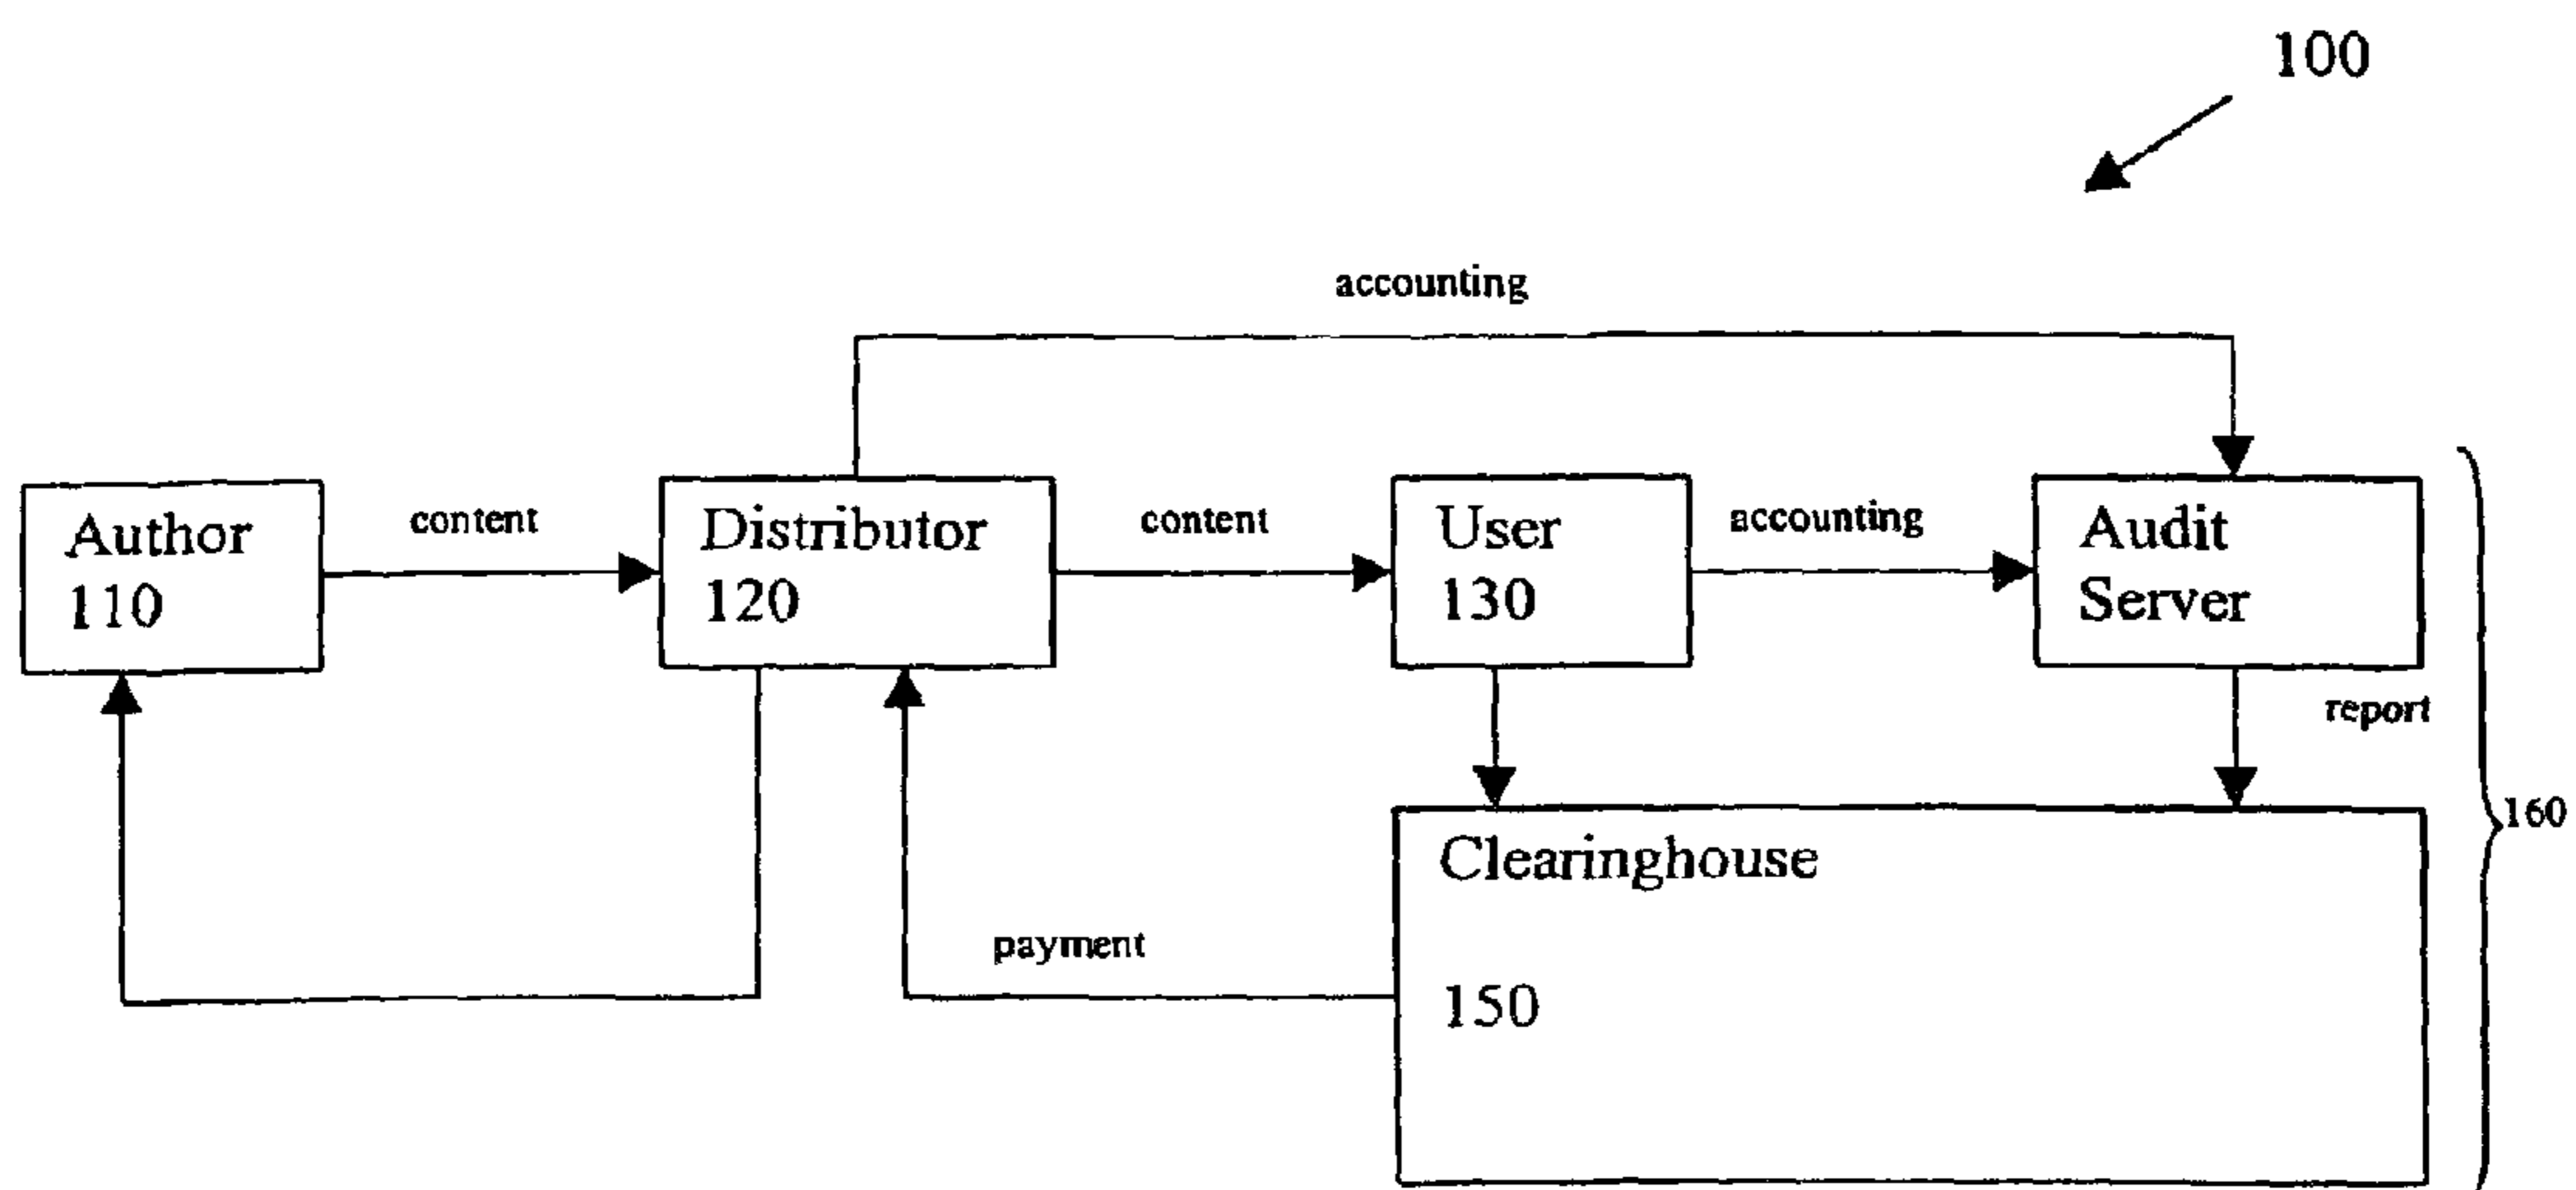 100
accounting
Author
110
content
Distributor
120
content
User
130
accounting
Audit
Server
report
Clearinghouse
150
payment
160